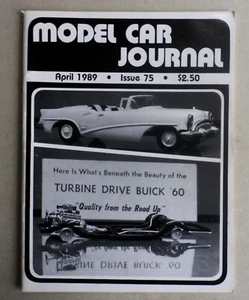 MODEL CAR
JOURNAL
April 1989 • Issue 75 • $2.50
Here Is What's Beneath the Beauty of the
TURBINE DRIVE BUICK '60
"Quality from the Road Up"